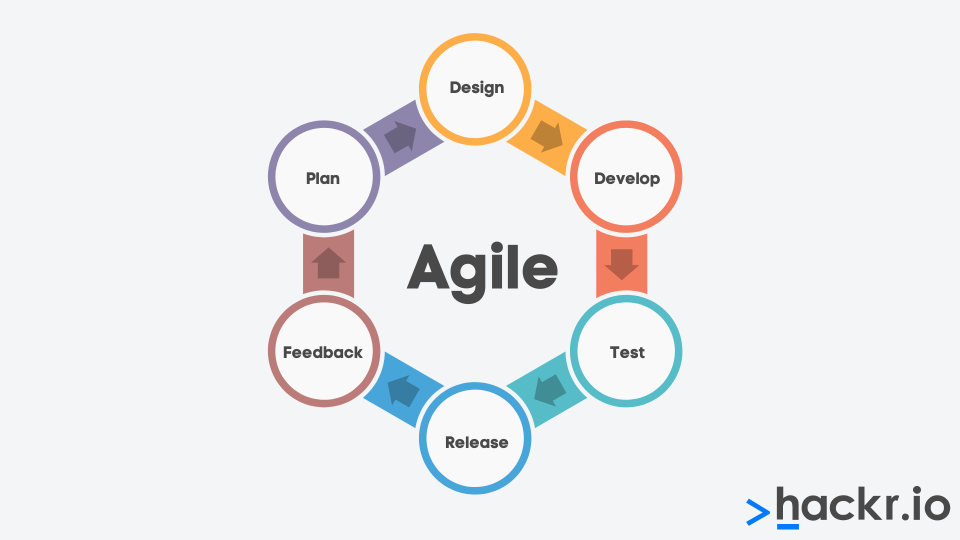 Design
Plan
Develop
Agile
Feedback
Test
Release
>hackr.io